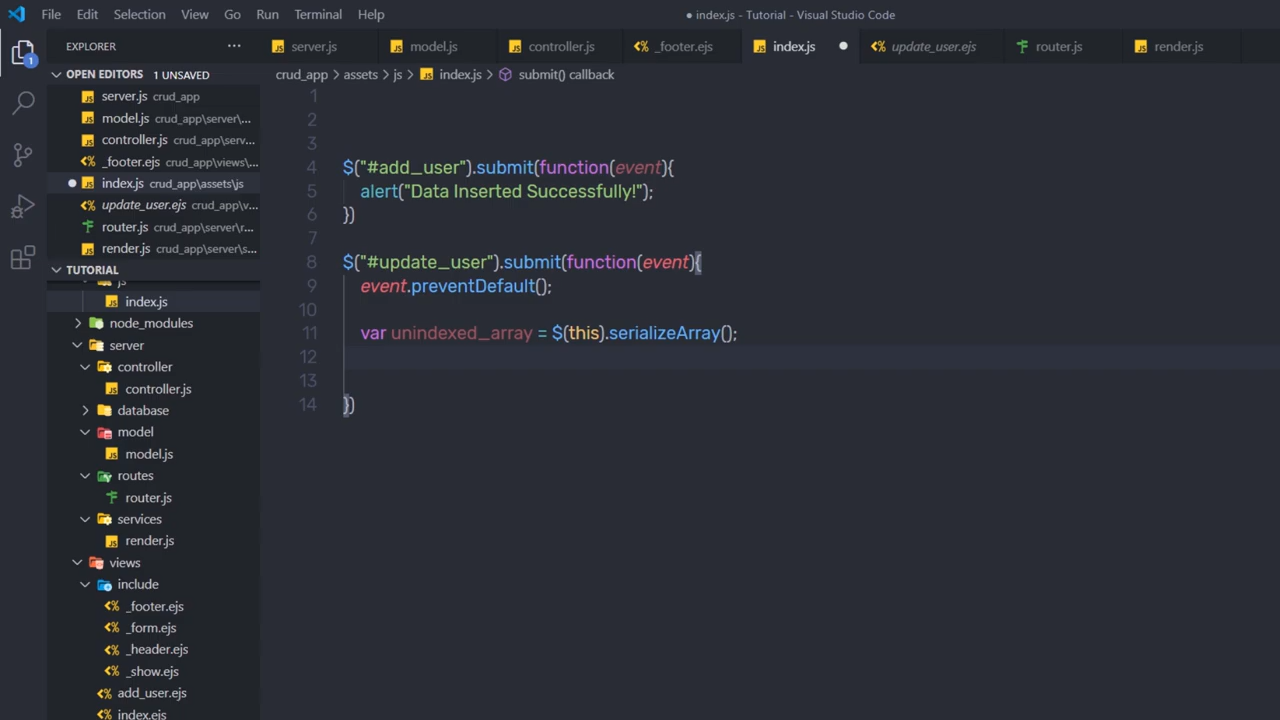 File Edit Selection View Go Run Terminal Help
● index.js - Tutorial - Visual Studio Code
EXPLORER ...
server.js model.js controller.js _footer.ejs index.js update_user.ejs router.js render.js
OPEN EDITORS 1 UNSAVED
crud_app > assets > js > index.js > submit() callback
server.js crud_app
model.js crud_app\server\...
controller.js crud_app\serv...
_footer.ejs crud_app\views\...
index.js crud_app\assets\js
update_user.ejs crud_app\v...
router.js crud_app\server\r...
render.js crud_app\server\s...
TUTORIAL
js
index.js
node_modules
server
controller
controller.js
database
model
model.js
routes
router.js
services
render.js
views
include
_footer.ejs
_form.ejs
_header.ejs
_show.ejs
add_user.ejs
index.ejs
1
1
2
3
4 $("#add_user").submit(function(event){
5 alert("Data Inserted Successfully!");
6 })
7
8 $("#update_user").submit(function(event){
9 event.preventDefault();
10
11 var unindexed_array = $(this).serializeArray();
12
13
14 })